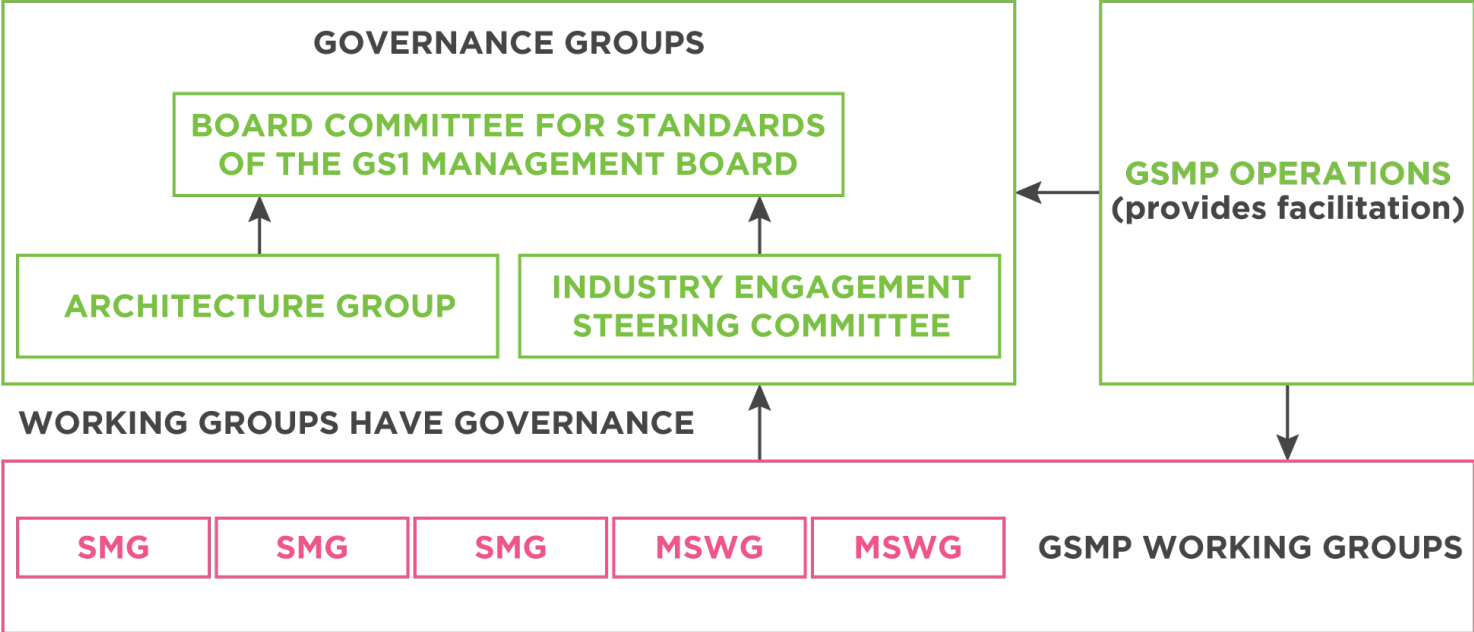 GOVERNANCE GROUPS
BOARD COMMITTEE FOR STANDARDS
OF THE GS1 MANAGEMENT BOARD
ARCHITECTURE GROUP
INDUSTRY ENGAGEMENT
STEERING COMMITTEE
GSMP OPERATIONS
(provides facilitation)
WORKING GROUPS HAVE GOVERNANCE
SMG
SMG
SMG
MSWG
MSWG
GSMP WORKING GROUPS